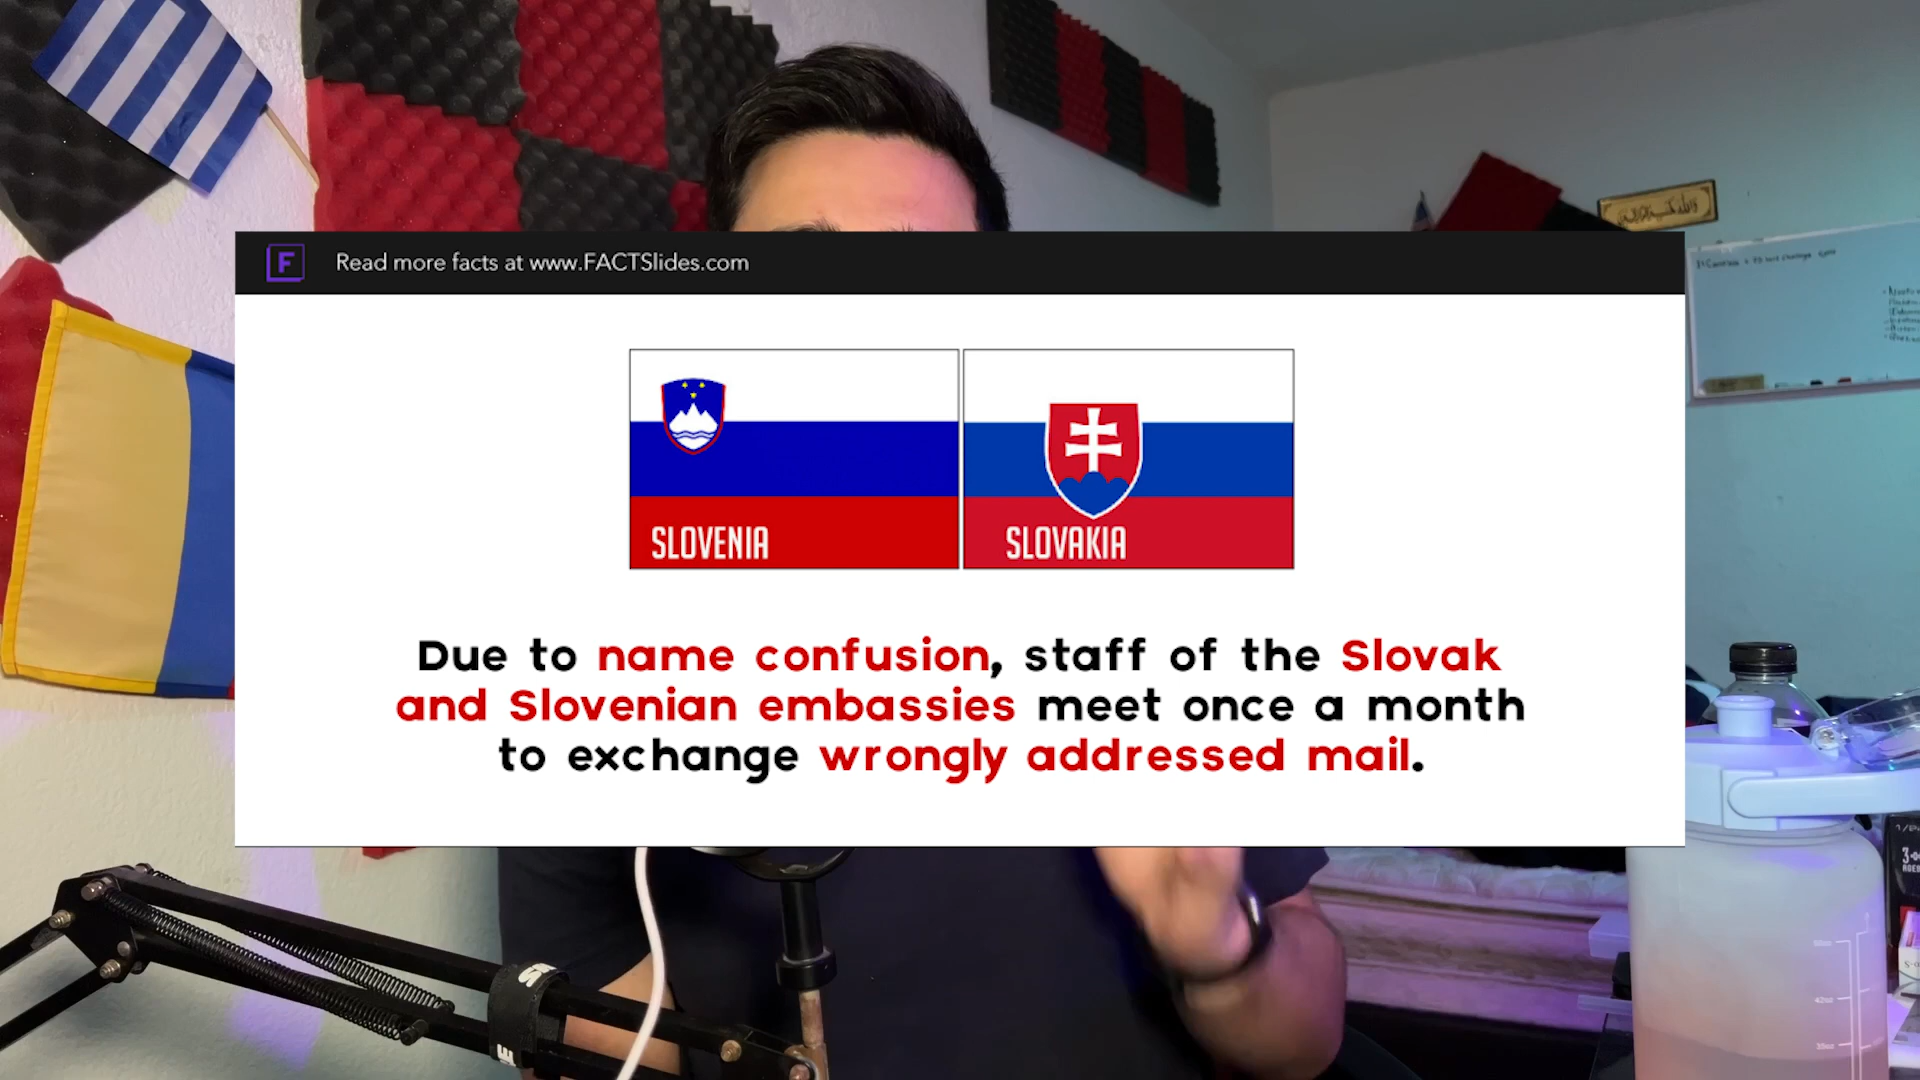 F
Read more facts at www.FACTSlides.com
SLOVENIA
SLOVAKIA
Due to name confusion, staff of the Slovak
and Slovenian embassies meet once a month
to exchange wrongly addressed mail.